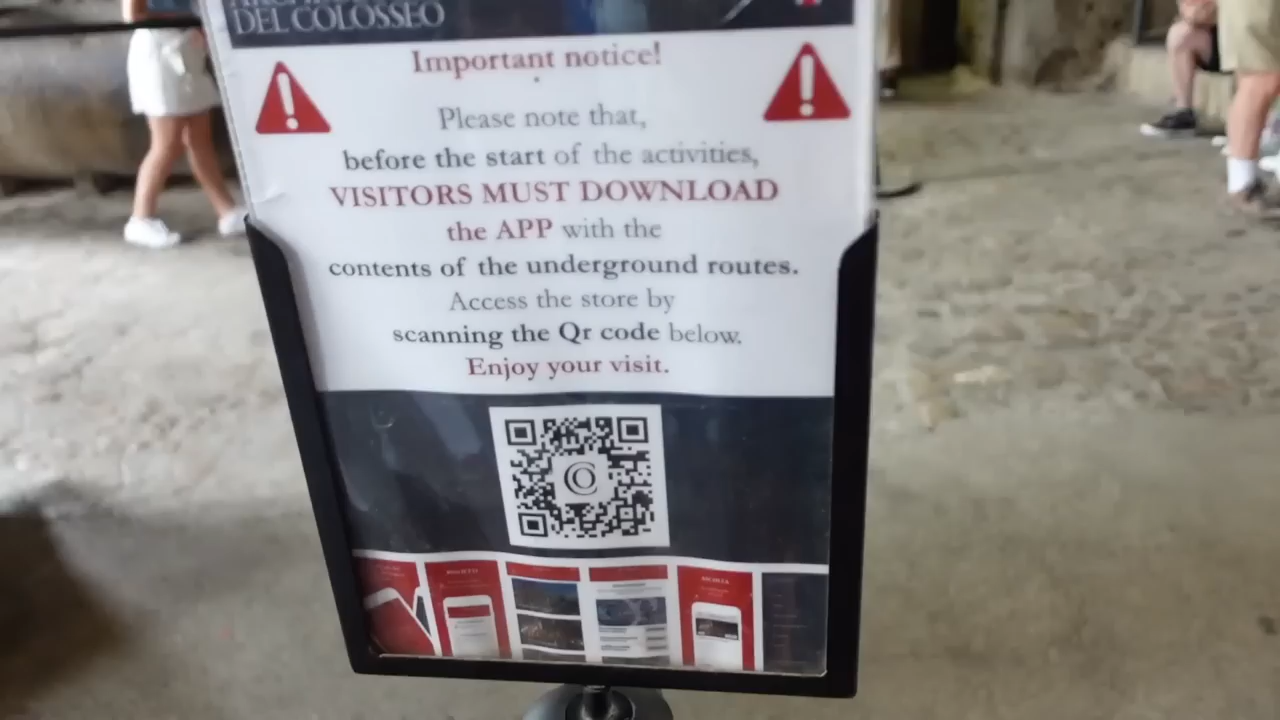 DEL COLOSSEO
Important notice!
Please note that,
before the start of the activities,
VISITORS MUST DOWNLOAD
the APP with the
contents of the underground routes.
Access the store by
scanning the Qr code below.
Enjoy your visit.